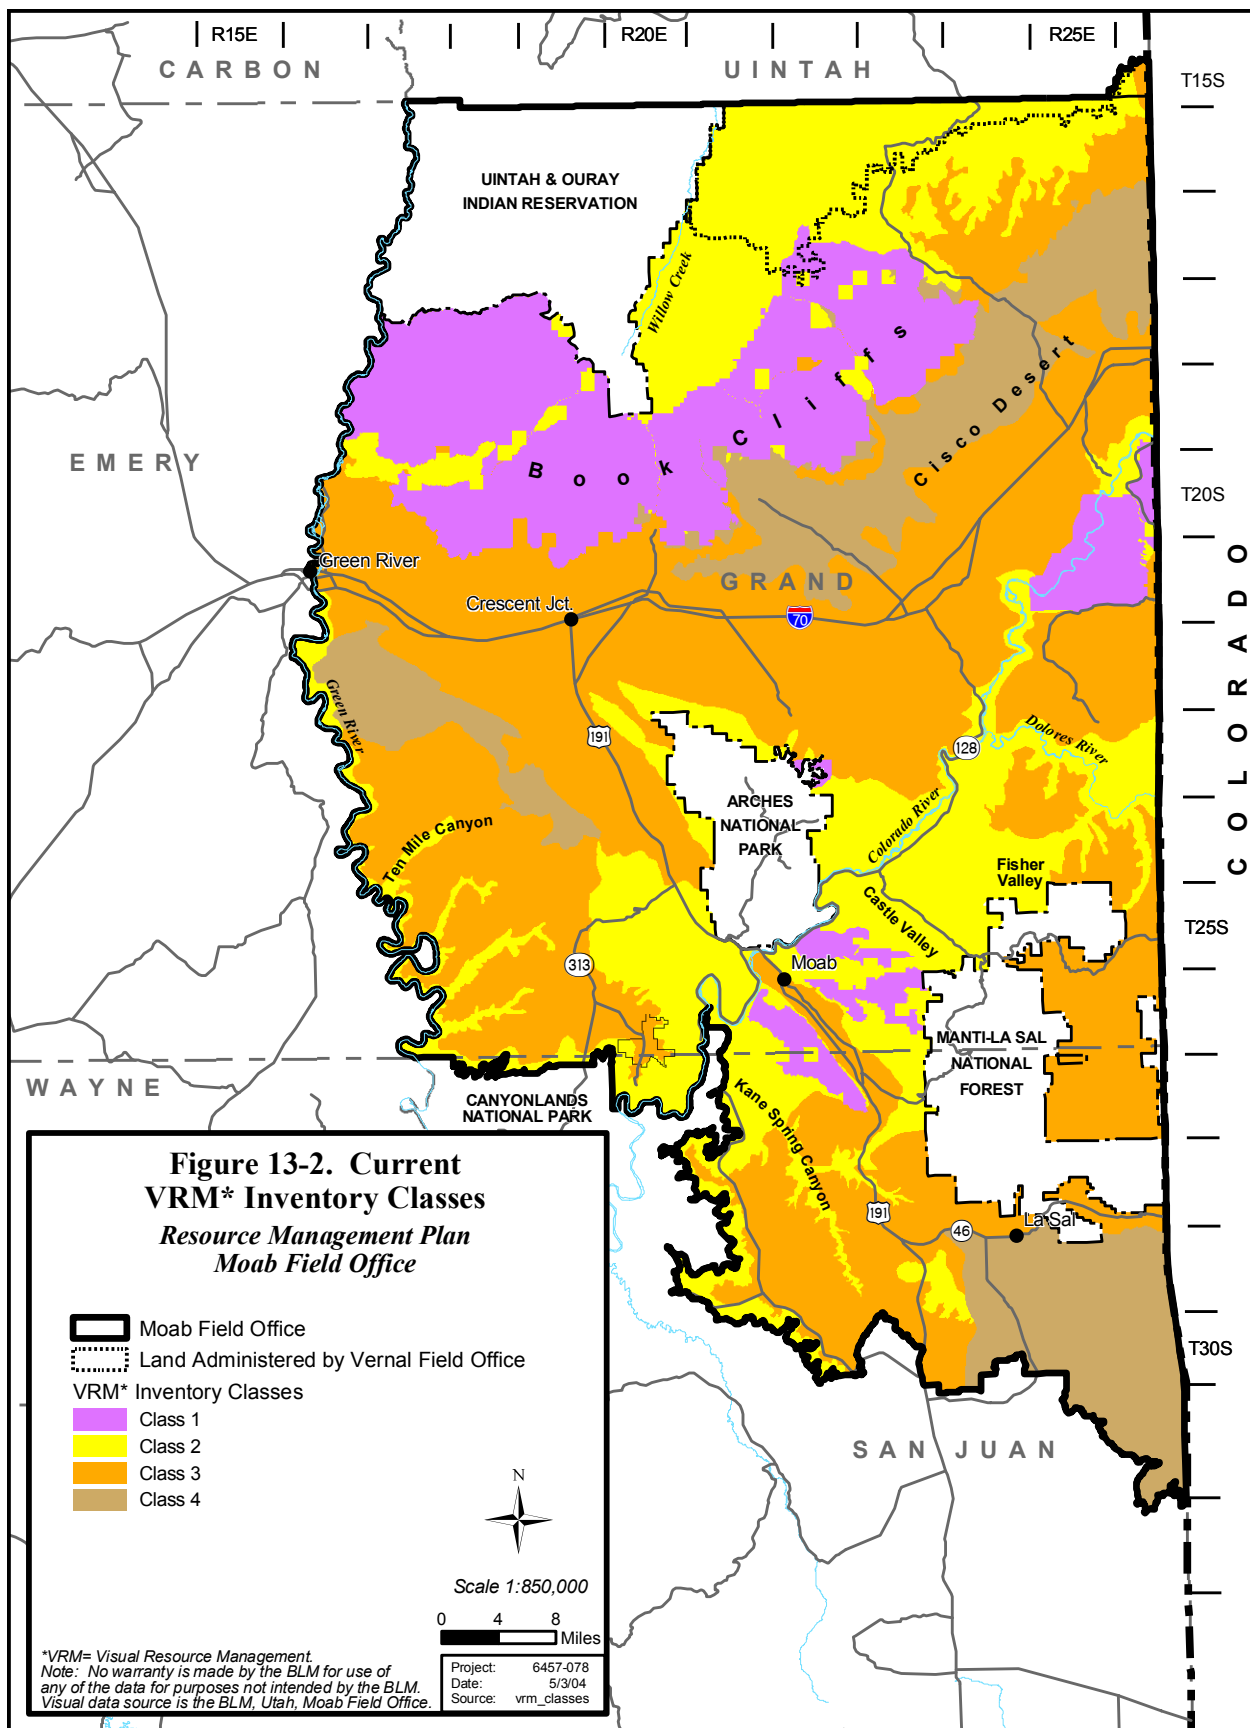 R15E
R20E
R25E
CARBON
UINTAH
T15S
UINTAH & OURAY
INDIAN RESERVATION
Willow Creek
Book Cliffs
Cisco Desert
EMERY
T20S
Green River
GRAND
Crescent Jct.
70
COLORADO
Green River
191
128
Dolores River
ARCHES
NATIONAL
PARK
Colorado River
Ten Mile Canyon
Fisher
Valley
Castle Valley
T25S
313
Moab
MANTI-LA SAL
NATIONAL
FOREST
WAYNE
CANYONLANDS
NATIONAL PARK
Kane Spring Canyon
191
46
La Sal
T30S
SAN JUAN
Figure 13-2. Current
VRM* Inventory Classes
Resource Management Plan
Moab Field Office
Moab Field Office
Land Administered by Vernal Field Office
VRM* Inventory Classes
Class 1
Class 2
Class 3
Class 4
N
Scale 1:850,000
0 4 8
Miles
*VRM= Visual Resource Management.
Note: No warranty is made by the BLM for use of
any of the data for purposes not intended by the BLM.
Visual data source is the BLM, Utah, Moab Field Office.
Project: 6457-078
Date: 5/3/04
Source: vrm_classes